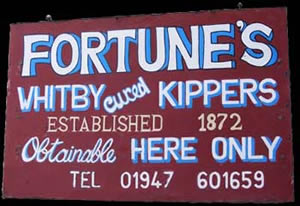 FORTUNE'S
WHITBY cured KIPPERS
ESTABLISHED 1872
Obtainable HERE ONLY
TEL 01947 601659